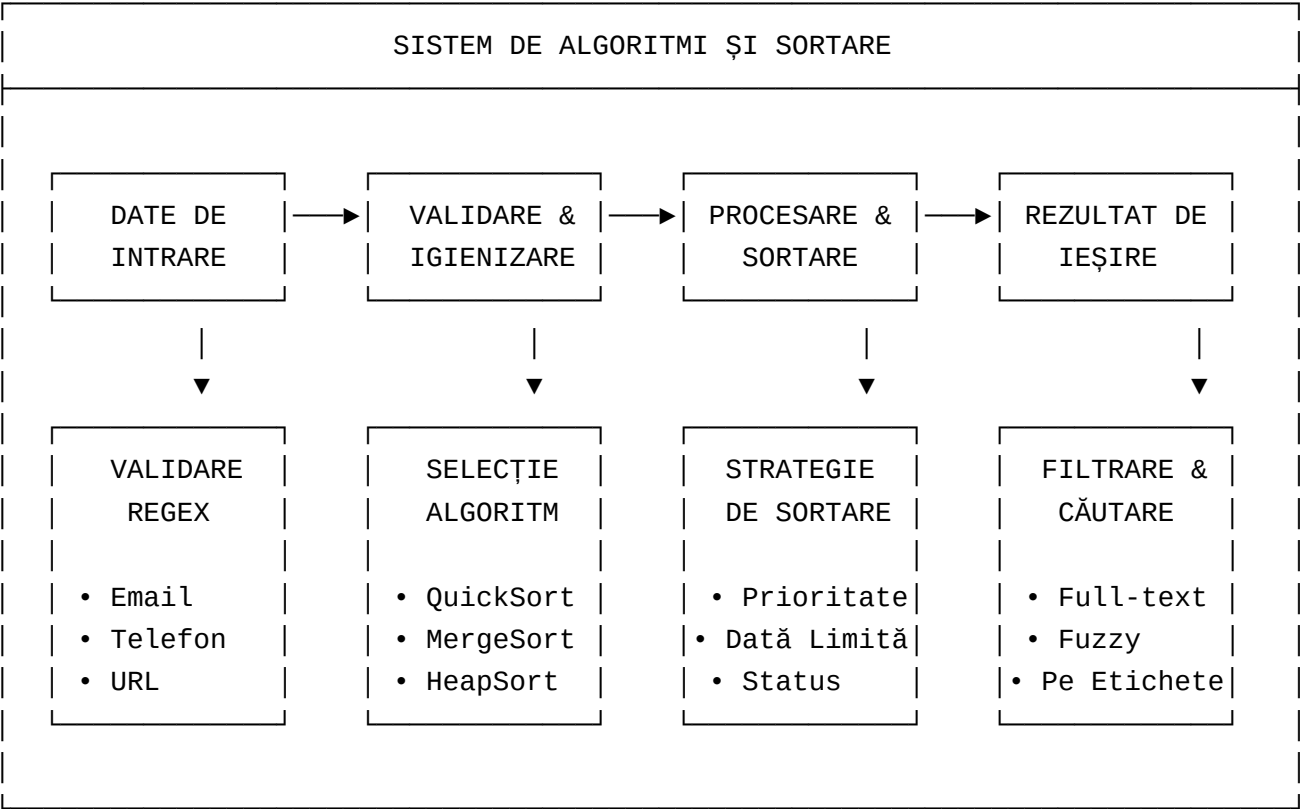 SISTEM DE ALGORITMI ȘI SORTARE
DATE DE
INTRARE
VALIDARE &
IGIENIZARE
PROCESARE &
SORTARE
REZULTAT DE
IEȘIRE
VALIDARE
REGEX
• Email
• Telefon
• URL
SELECȚIE
ALGORITM
• QuickSort
• MergeSort
• HeapSort
STRATEGIE
DE SORTARE
• Prioritate
• Dată Limită
• Status
FILTRARE &
CĂUTARE
• Full-text
• Fuzzy
• Pe Etichete